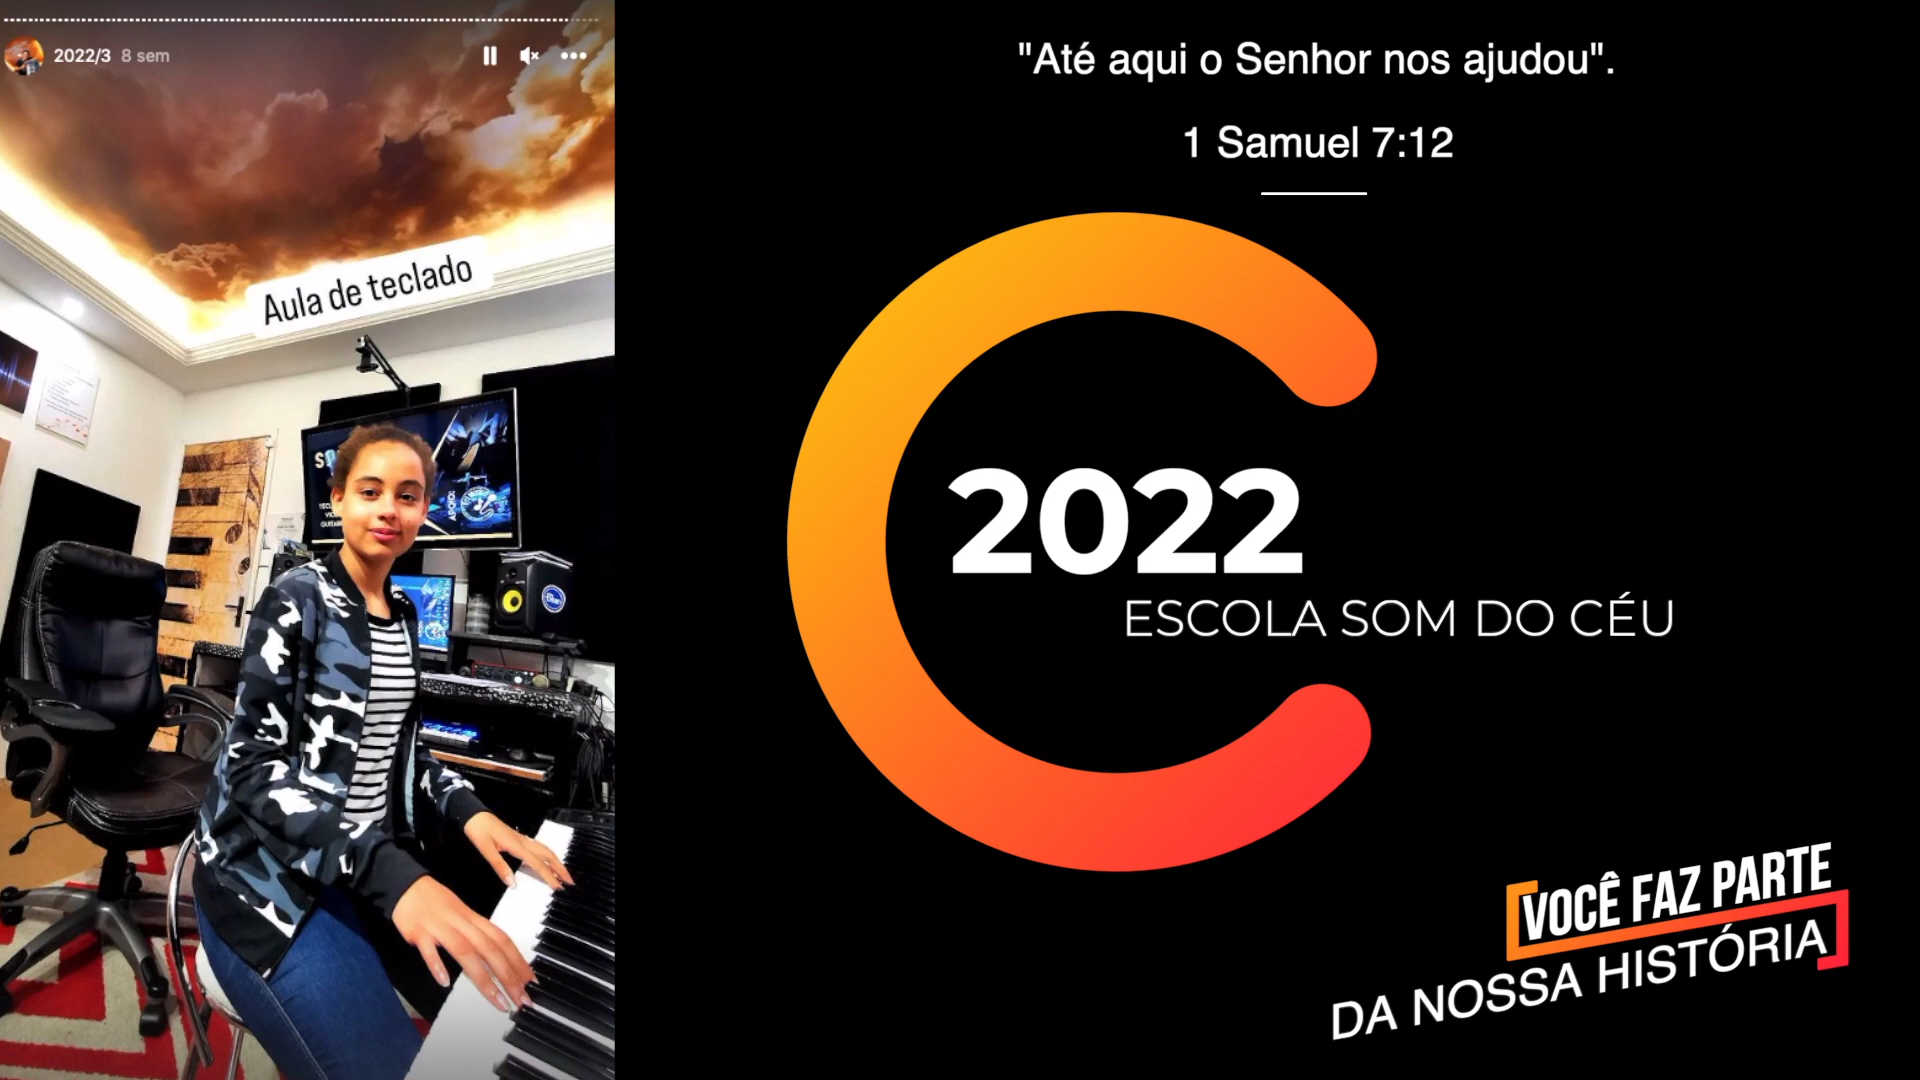 2022/3 8 sem
Aula de teclado
APOIO:
"Até aqui o Senhor nos ajudou".
1 Samuel 7:12
2022
ESCOLA SOM DO CÉU
VOCÊ FAZ PARTE
DA NOSSA HISTÓRIA